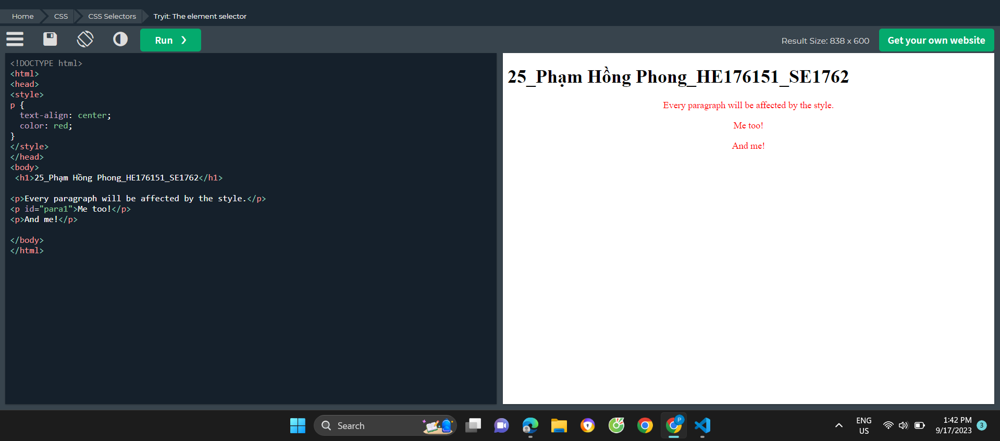 Home CSS CSS Selectors Tryit: The element selector
Run ❯ Result Size: 838 x 600 Get your own website
<!DOCTYPE html>
<html>
<head>
<style>
p {
  text-align: center;
  color: red;
}
</style>
</head>
<body>
 <h1>25_Phạm Hồng Phong_HE176151_SE1762</h1>

<p>Every paragraph will be affected by the style.</p>
<p id="para1">Me too!</p>
<p>And me!</p>

</body>
</html>
25_Phạm Hồng Phong_HE176151_SE1762
Every paragraph will be affected by the style.
Me too!
And me!
Search
P
ENG
US
1:42 PM
9/17/2023
3